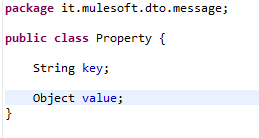 package it.mulesoft.dto.message;
public class Property {
String key;
Object value;
}